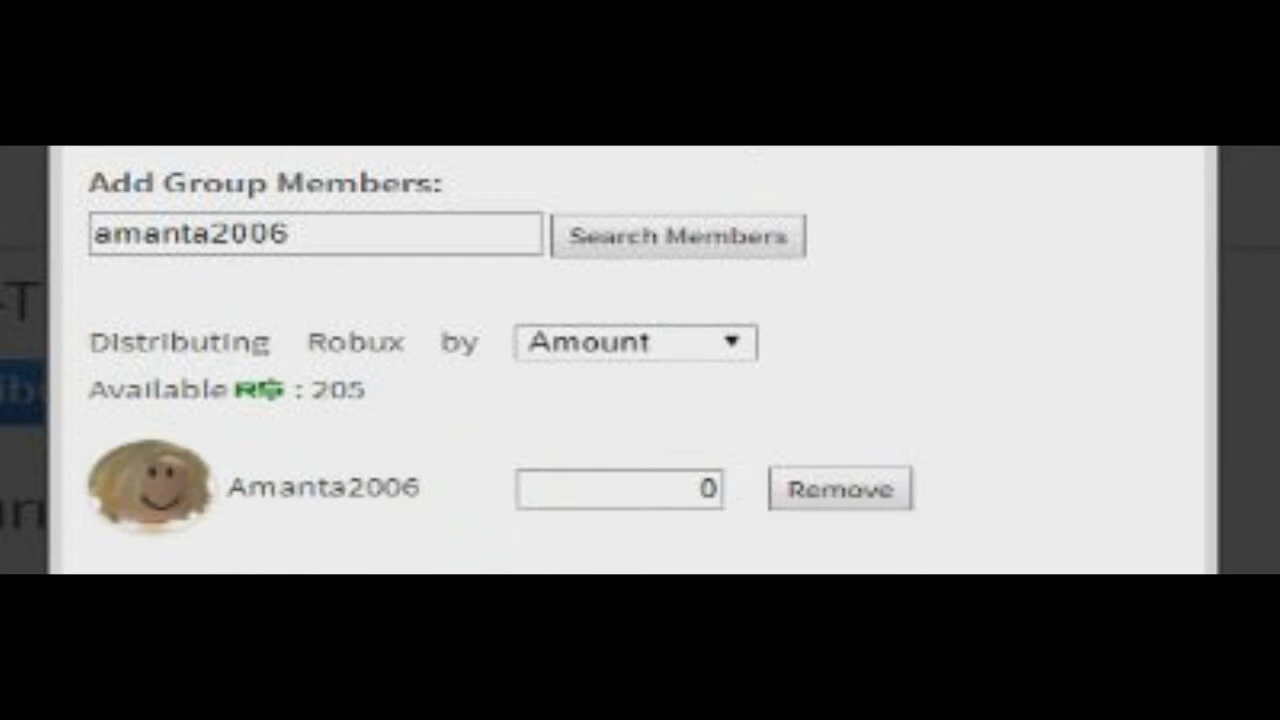 Add Group Members:
amanta2006 Search Members
Distributing Robux by Amount
Available R$ : 205
Amanta2006 0 Remove